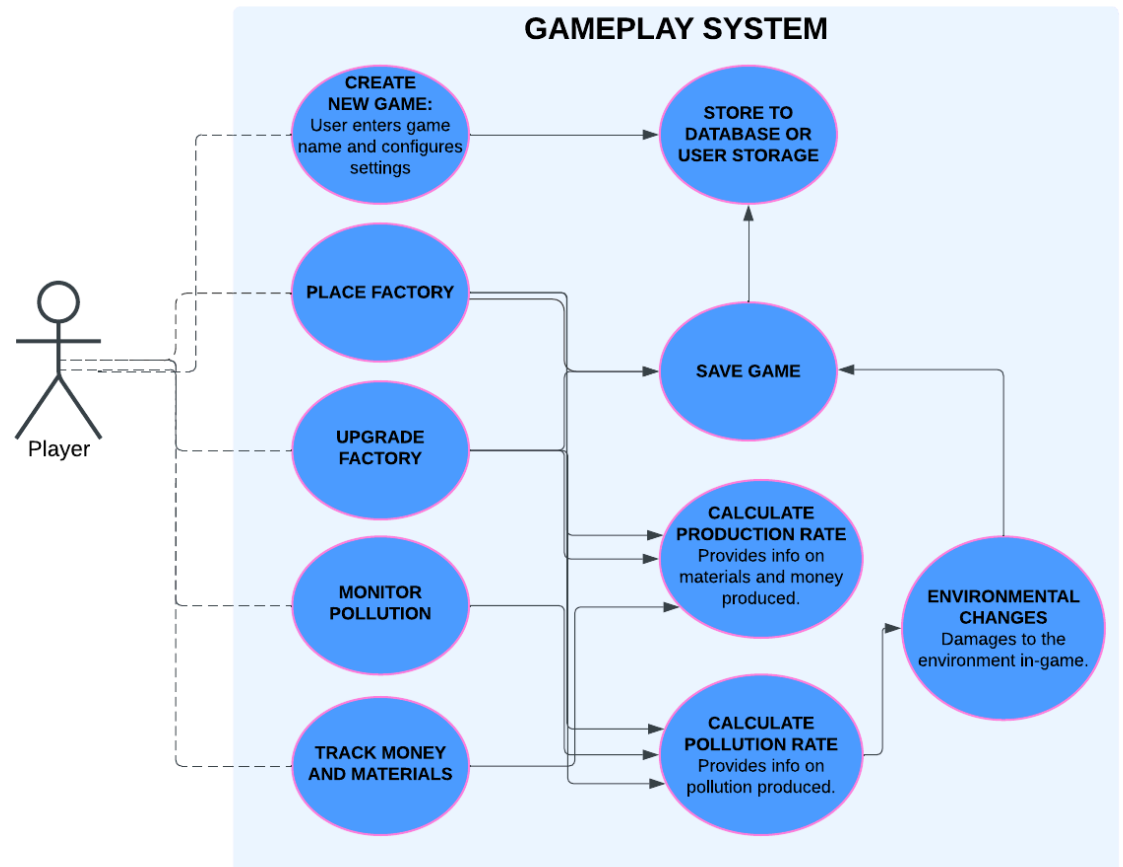 GAMEPLAY SYSTEM
CREATE
NEW GAME:
User enters game
name and configures
settings
STORE TO
DATABASE OR
USER STORAGE
PLACE FACTORY
SAVE GAME
Player
UPGRADE
FACTORY
CALCULATE
PRODUCTION RATE
Provides info on
materials and money
produced.
MONITOR
POLLUTION
ENVIRONMENTAL
CHANGES
Damages to the
environment in-game.
TRACK MONEY
AND MATERIALS
CALCULATE
POLLUTION RATE
Provides info on
pollution produced.